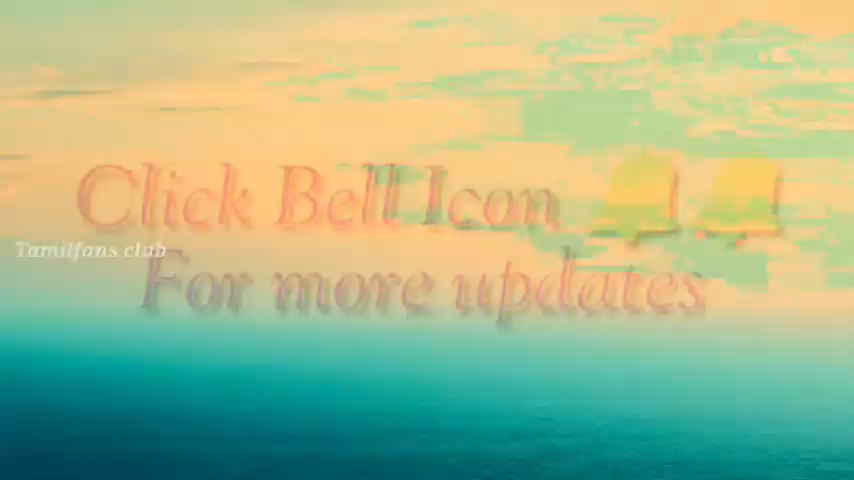 Click Bell Icon 🔔🔔
Tamilfans club
For more updates